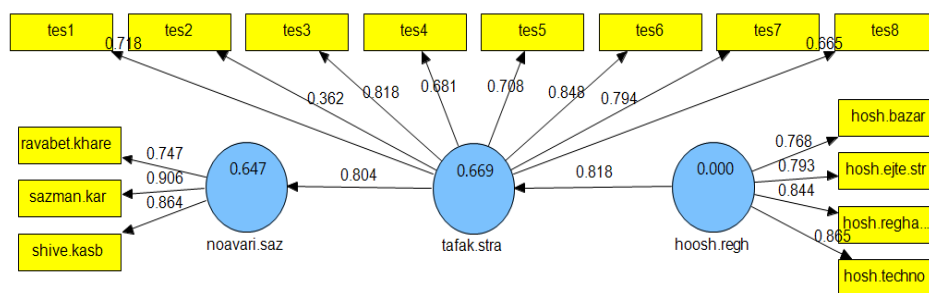 tes1 tes2 tes3 tes4 tes5 tes6 tes7 tes8
0.718 0.362 0.818 0.681 0.708 0.848 0.794 0.665
ravabet.khare
sazman.kar
shive.kasb
0.747
0.906
0.864
0.647
noavari.saz
0.804
0.669
tafak.stra
0.818
0.000
hoosh.regh
0.768
0.793
0.844
0.865
hosh.bazar
hosh.ejte.str
hosh.regha...
hosh.techno